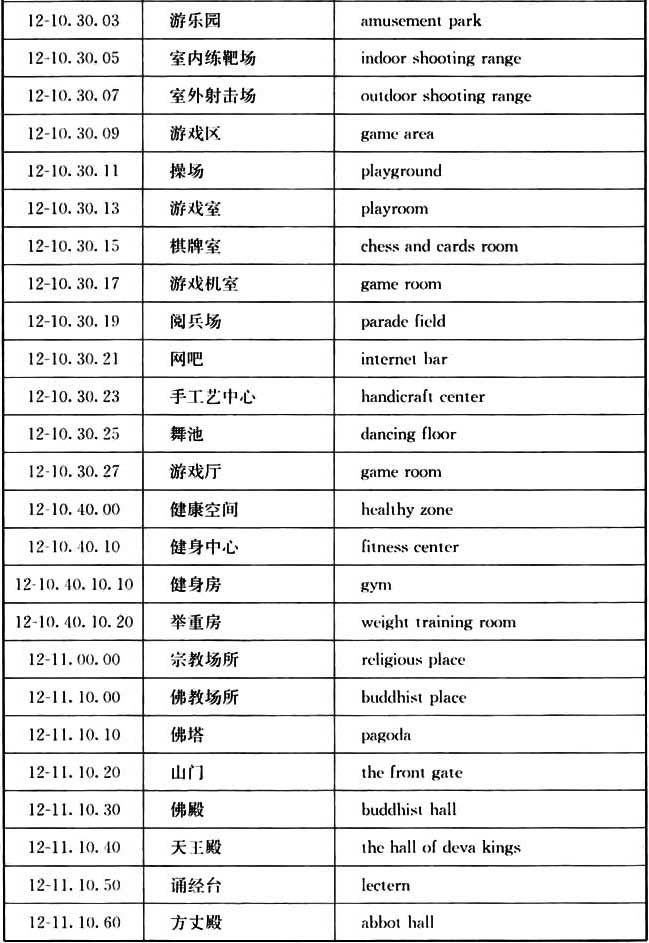 12-10.30.03 游乐园 amusement park
12-10.30.05 室内练靶场 indoor shooting range
12-10.30.07 室外射击场 outdoor shooting range
12-10.30.09 游戏区 game area
12-10.30.11 操场 playground
12-10.30.13 游戏室 playroom
12-10.30.15 棋牌室 chess and cards room
12-10.30.17 游戏机室 game room
12-10.30.19 阅兵场 parade field
12-10.30.21 网吧 internet bar
12-10.30.23 手工艺中心 handicraft center
12-10.30.25 舞池 dancing floor
12-10.30.27 游戏厅 game room
12-10.40.00 健康空间 healthy zone
12-10.40.10 健身中心 fitness center
12-10.40.10.10 健身房 gym
12-10.40.10.20 举重房 weight training room
12-11.00.00 宗教场所 religious place
12-11.10.00 佛教场所 buddhist place
12-11.10.10 佛塔 pagoda
12-11.10.20 山门 the front gate
12-11.10.30 佛殿 buddhist hall
12-11.10.40 天王殿 the hall of deva kings
12-11.10.50 诵经台 lectern
12-11.10.60 方丈殿 abbot hall